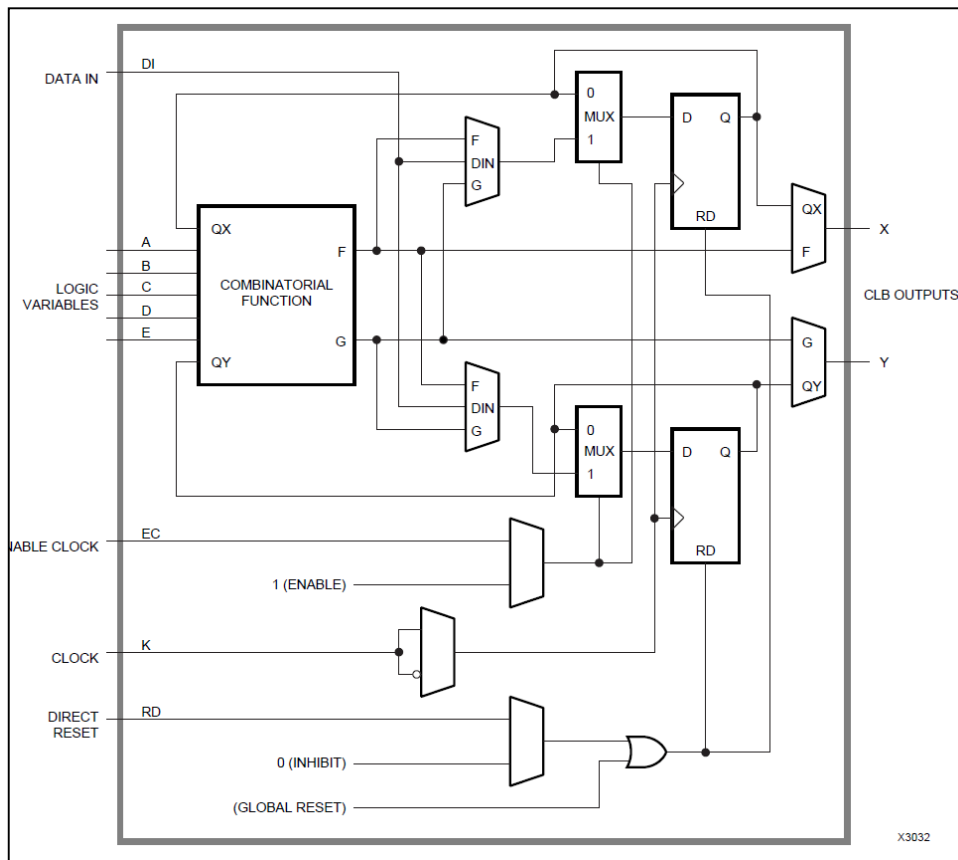 DI
DATA IN
0
MUX
1
D Q
RD
F
DIN
G
QX
F
X
QX
A
B
C
D
E
LOGIC
VARIABLES
COMBINATORIAL
FUNCTION
F
G
QY
CLB OUTPUTS
G
QY
Y
F
DIN
G
0
MUX
1
D Q
RD
EC
NABLE CLOCK
1 (ENABLE)
K
CLOCK
RD
DIRECT
RESET
0 (INHIBIT)
(GLOBAL RESET)
X3032